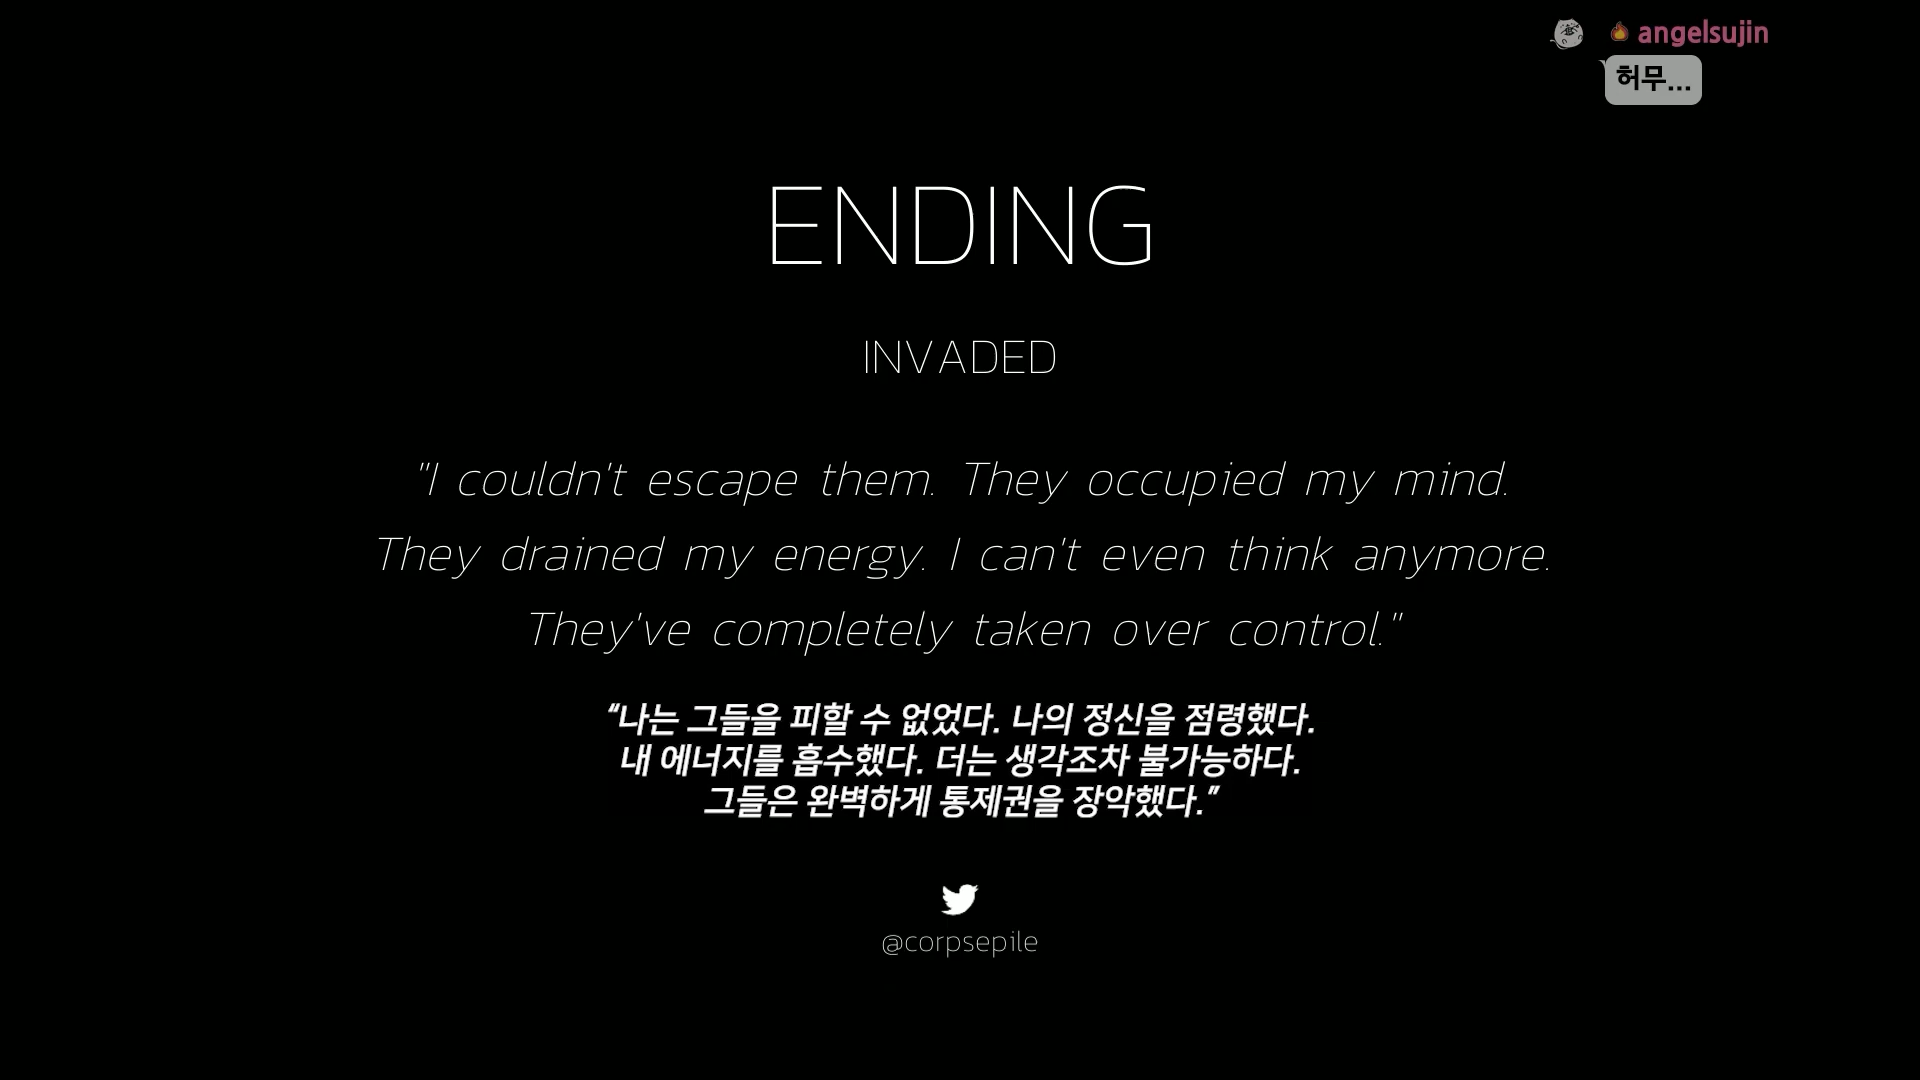 angelsujin
허무...
ENDING
INVADED
"I couldn't escape them. They occupied my mind.
They drained my energy. I can't even think anymore.
They've completely taken over control."
“나는 그들을 피할 수 없었다. 나의 정신을 점령했다.
내 에너지를 흡수했다. 더는 생각조차 불가능하다.
그들은 완벽하게 통제권을 장악했다.”
@corpsepile